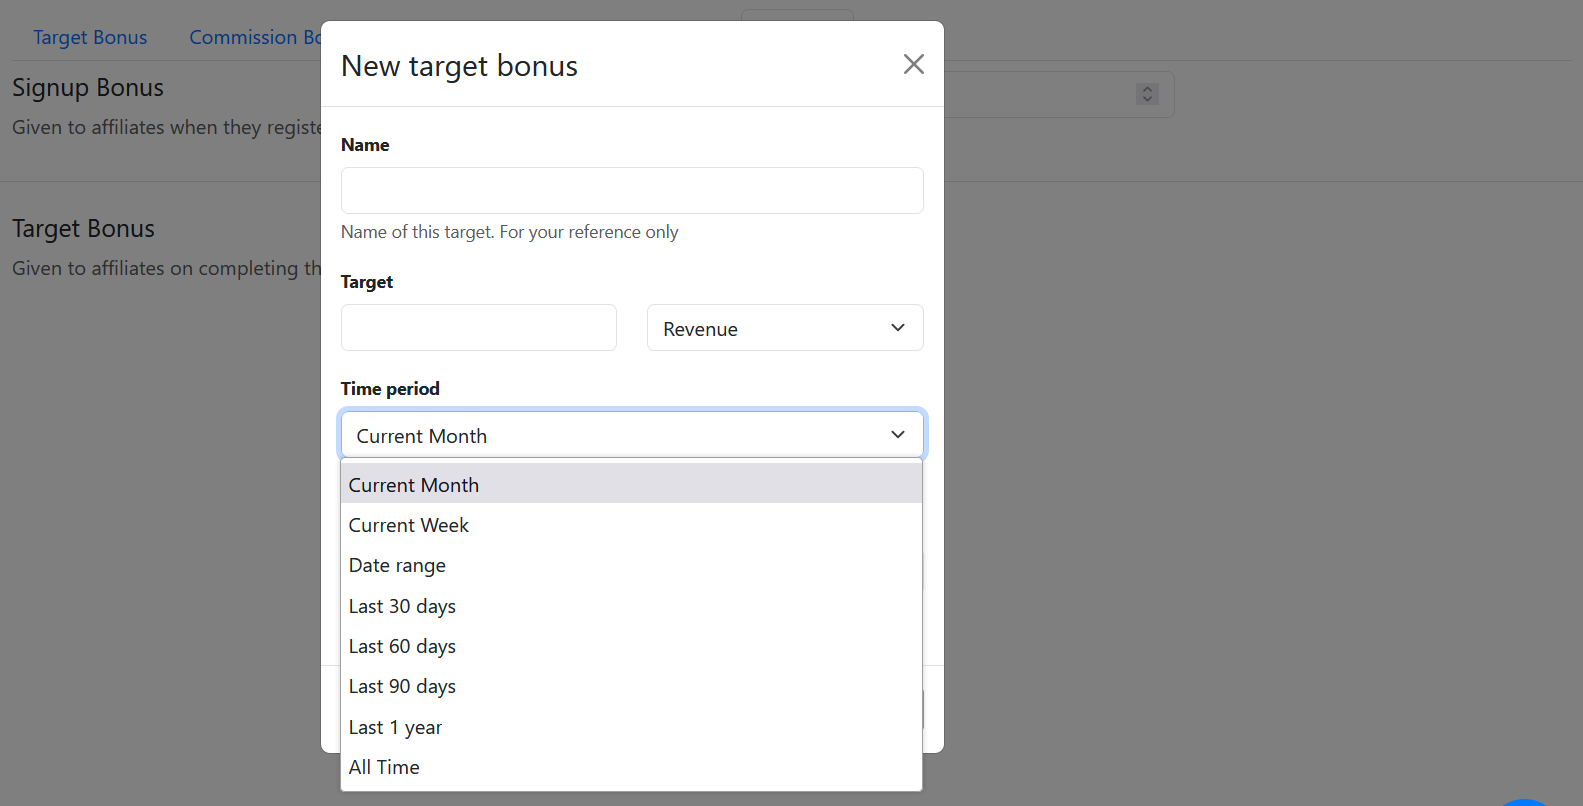 Target Bonus
Commission Bo
Signup Bonus
Given to affiliates when they registe
Target Bonus
Given to affiliates on completing th
New target bonus
Name
Name of this target. For your reference only
Target
Revenue
Time period
Current Month
Current Month
Current Week
Date range
Last 30 days
Last 60 days
Last 90 days
Last 1 year
All Time